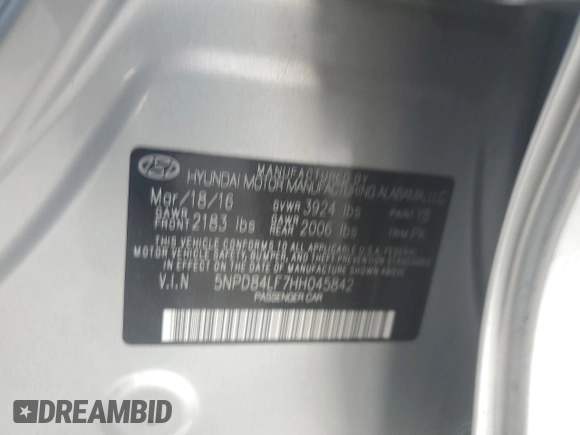 MANUFACTURED BY
HYUNDAI MOTOR MANUFACTURING ALABAMA, LLC
Mar/18/16 GVWR 3924 lbs PAINT
GAWR FRONT 2183 lbs GAWR REAR 2006 lbs TRIM
THIS VEHICLE CONFORMS TO ALL APPLICABLE U.S.A. FEDERAL
MOTOR VEHICLE SAFETY, BUMPER, AND THEFT PREVENTION STANDARDS
IN EFFECT ON THE DATE OF MANUFACTURE SHOWN ABOVE.
V.I.N 5NPD84LF7HH045842
PASSENGER CAR
DREAMBID